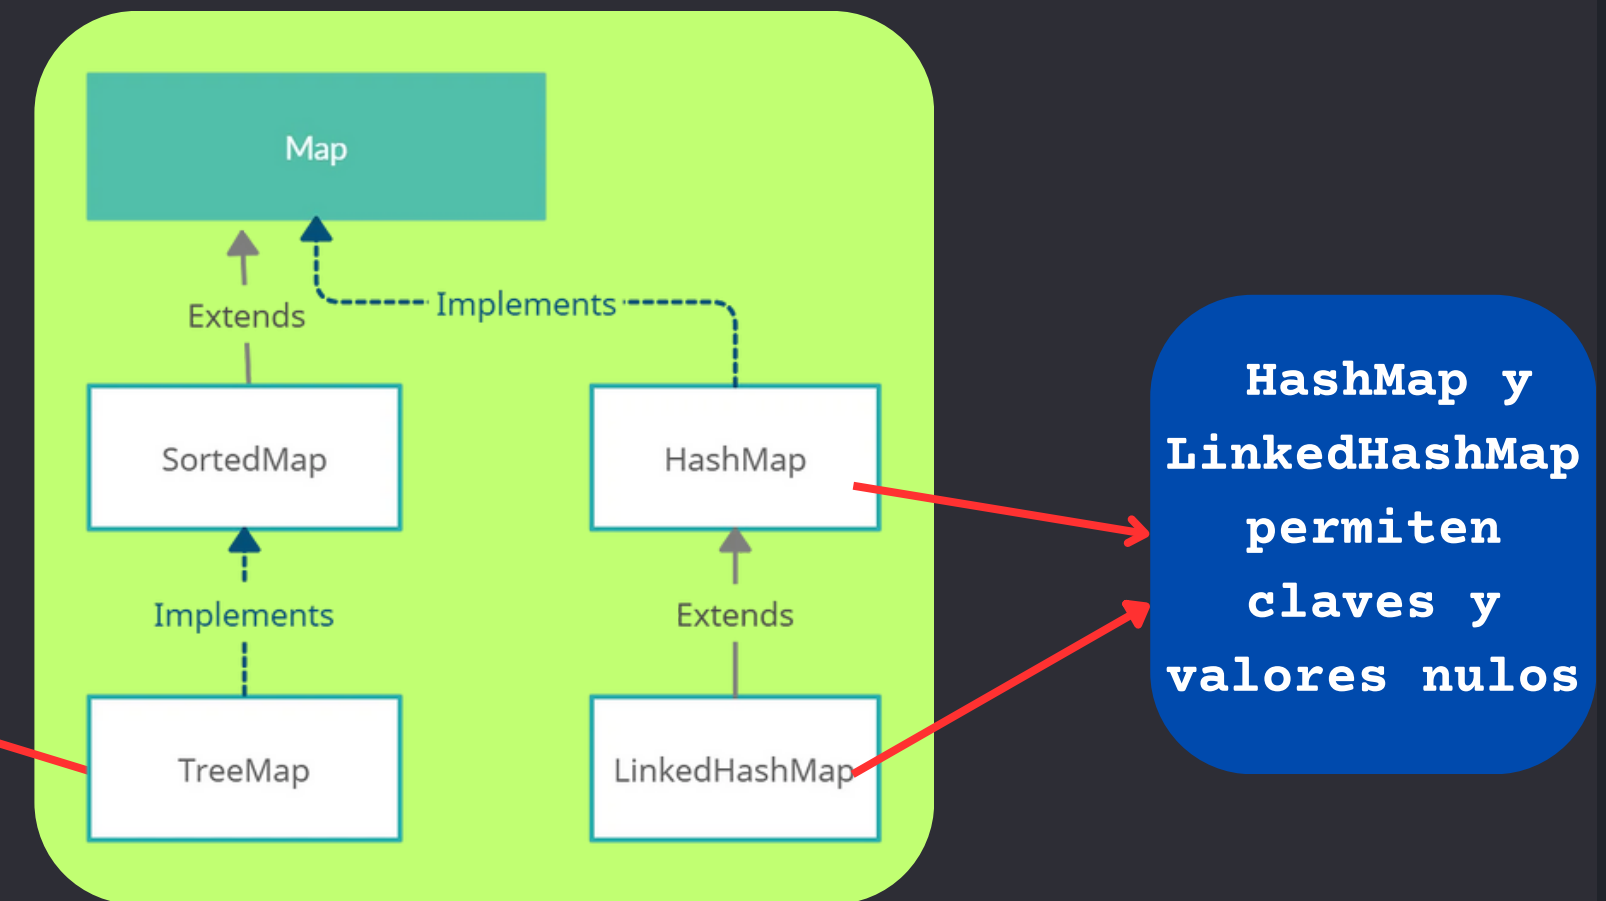 Map
Extends
Implements
SortedMap
HashMap
Implements
Extends
TreeMap
LinkedHashMap
HashMap y
LinkedHashMap
permiten
claves y
valores nulos